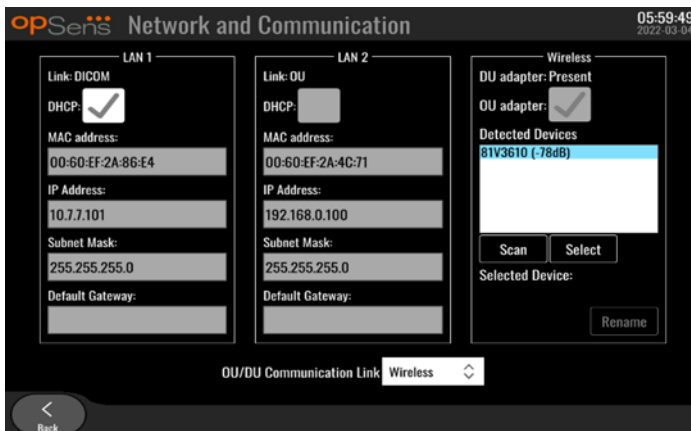 opSens Network and Communication
05:59:49
2022-03-04
LAN 1
Link: DICOM
DHCP:
MAC address:
00:60:EF:2A:86:E4
IP Address:
10.7.7.101
Subnet Mask:
255.255.255.0
Default Gateway:
LAN 2
Link: OU
DHCP:
MAC address:
00:60:EF:2A:4C:71
IP Address:
192.168.0.100
Subnet Mask:
255.255.255.0
Default Gateway:
Wireless
DU adapter: Present
OU adapter:
Detected Devices
81V3610 (-78dB)
Scan Select
Selected Device:
Rename
OU/DU Communication Link Wireless
Back